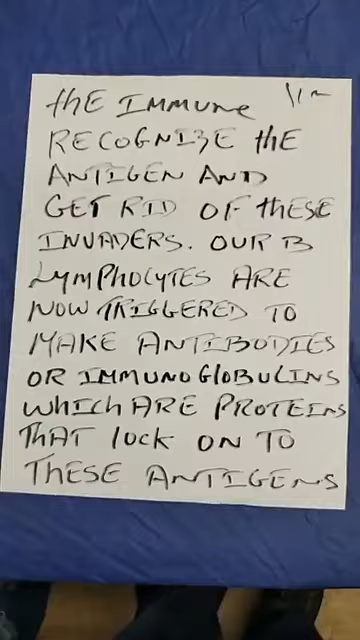 the IMMUNE
RECOGNIZE the
ANTIGEN AND
GET RID OF thESE
INVADERS. OUR B
LYMPHOLYTES ARE
NOW TRIGGERED TO
MAKE ANTIBODIES
OR IMMUNOGlOBULINS
WHICH ARE PROTEINS
THAT lock ON TO
THESE ANTIGENS